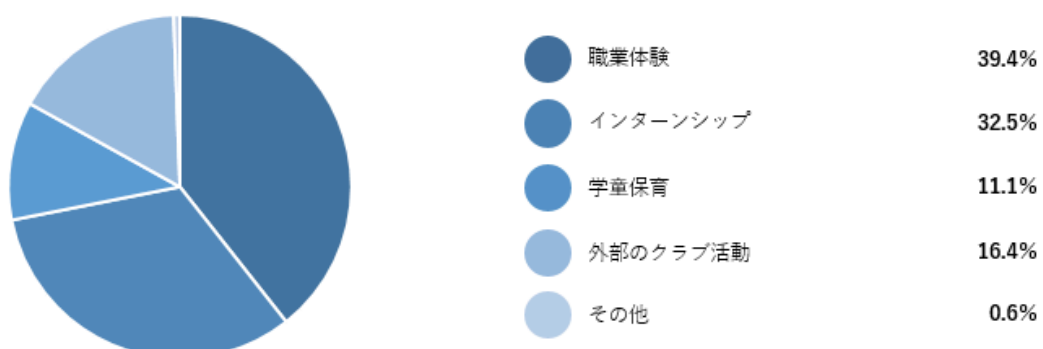 職業体験 39.4%
インターンシップ 32.5%
学童保育 11.1%
外部のクラブ活動 16.4%
その他 0.6%